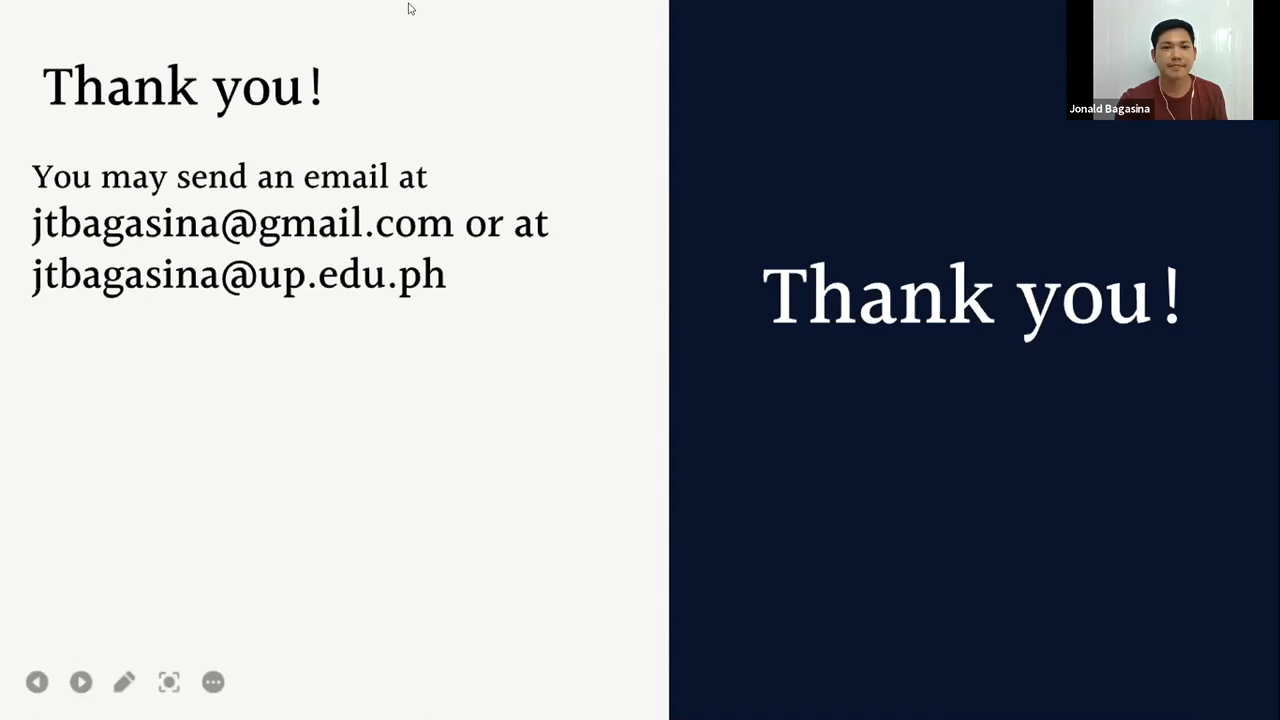 Thank you!
You may send an email at
jtbagasina@gmail.com or at
jtbagasina@up.edu.ph
Thank you!
Jonald Bagasina